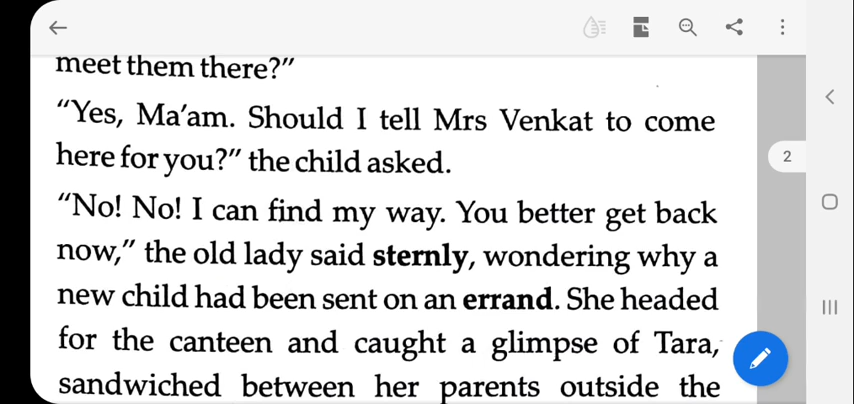 meet them there?”
“Yes, Ma’am. Should I tell Mrs Venkat to come
here for you?” the child asked.
2
“No! No! I can find my way. You better get back
now,” the old lady said sternly, wondering why a
new child had been sent on an errand. She headed
for the canteen and caught a glimpse of Tara,
sandwiched between her parents outside the